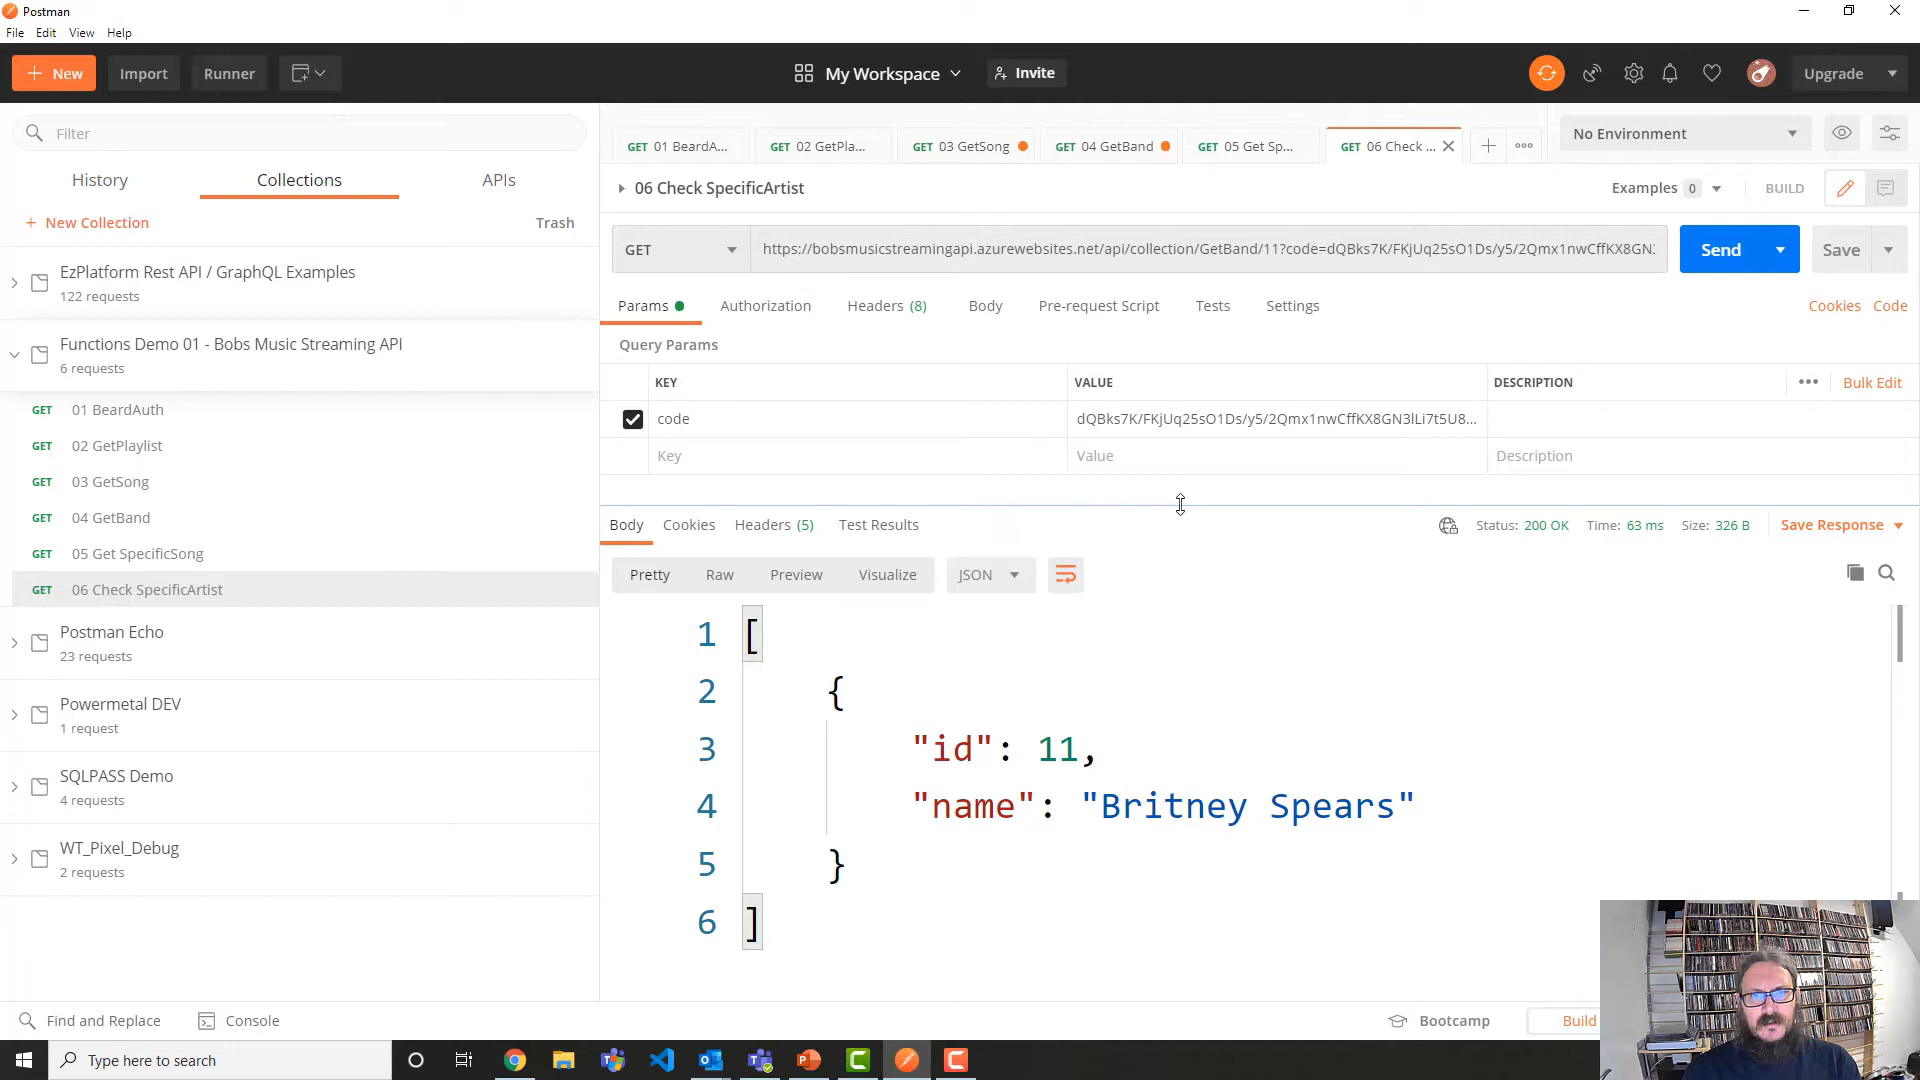 Postman
File Edit View Help
+ New Import Runner My Workspace Invite Upgrade
Filter
GET 01 BeardA... GET 02 GetPla... GET 03 GetSong GET 04 GetBand GET 05 Get Sp... GET 06 Check ... No Environment
History Collections APIs
06 Check SpecificArtist Examples 0 BUILD
+ New Collection Trash
GET https://bobsmusicstreamingapi.azurewebsites.net/api/collection/GetBand/11?code=dQBks7K/FKjUq25sO1Ds/y5/2Qmx1nwCffKX8GN: Send Save
EzPlatform Rest API / GraphQL Examples
122 requests
Params Authorization Headers (8) Body Pre-request Script Tests Settings Cookies Code
Functions Demo 01 - Bobs Music Streaming API
6 requests
Query Params
KEY VALUE DESCRIPTION Bulk Edit
code dQBks7K/FKjUq25sO1Ds/y5/2Qmx1nwCffKX8GN3lLi7t5U8...
Key Value Description
GET 01 BeardAuth
GET 02 GetPlaylist
GET 03 GetSong
GET 04 GetBand
GET 05 Get SpecificSong
GET 06 Check SpecificArtist
Body Cookies Headers (5) Test Results Status: 200 OK Time: 63 ms Size: 326 B Save Response
Pretty Raw Preview Visualize JSON
Postman Echo
23 requests
Powermetal DEV
1 request
SQLPASS Demo
4 requests
WT_Pixel_Debug
2 requests
1 [
2 {
3 "id": 11,
4 "name": "Britney Spears"
5 }
6 ]
Find and Replace Console Bootcamp Build
Type here to search